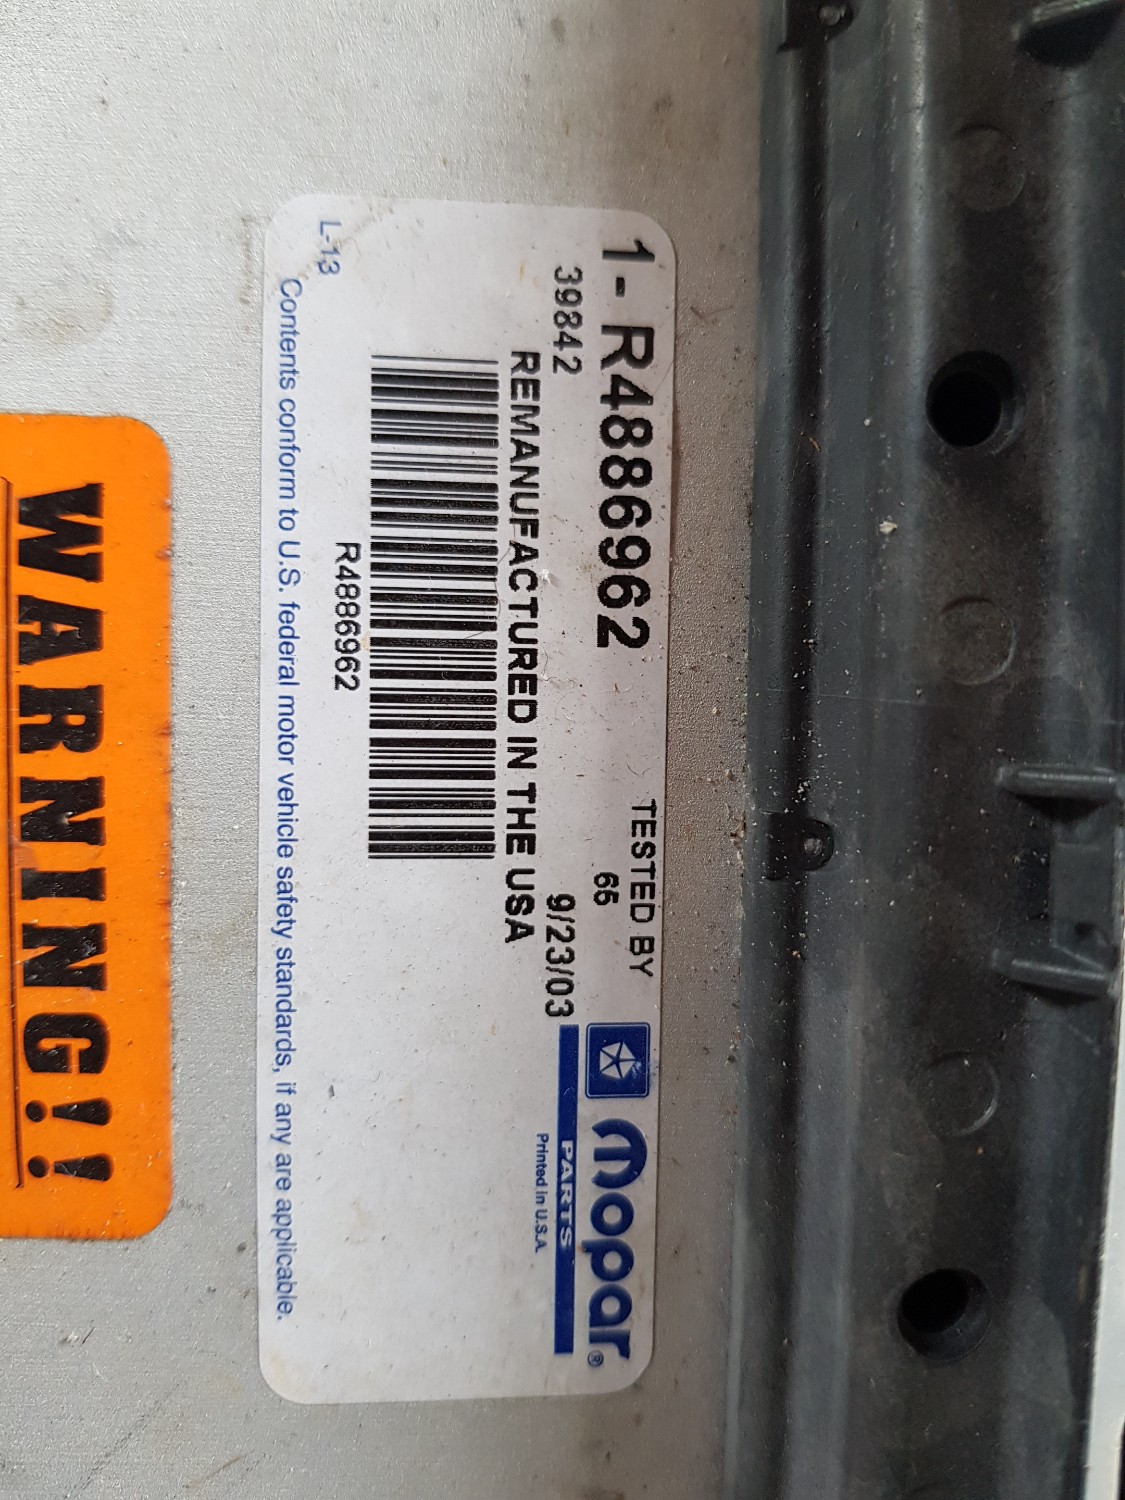 1- R4886962
TESTED BY
66
39842
9/23/03
mopar®
PARTS
Printed in U.S.A.
REMANUFACTURED IN THE USA
R4886962
L-13
Contents conform to U.S. federal motor vehicle safety standards, if any are applicable.
WARNING!!